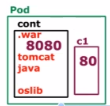 Pod
cont
.war
8080
c1
tomcat
80
java
oslib